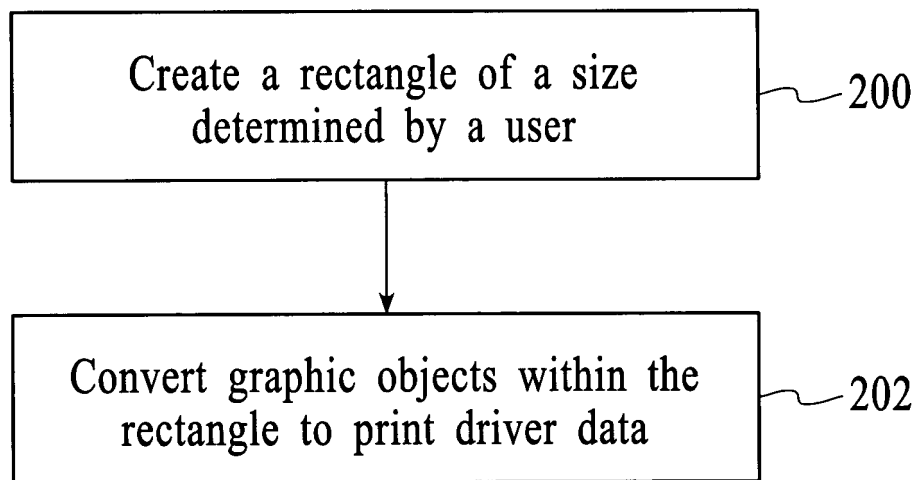 Create a rectangle of a size
determined by a user
200
Convert graphic objects within the
rectangle to print driver data
202